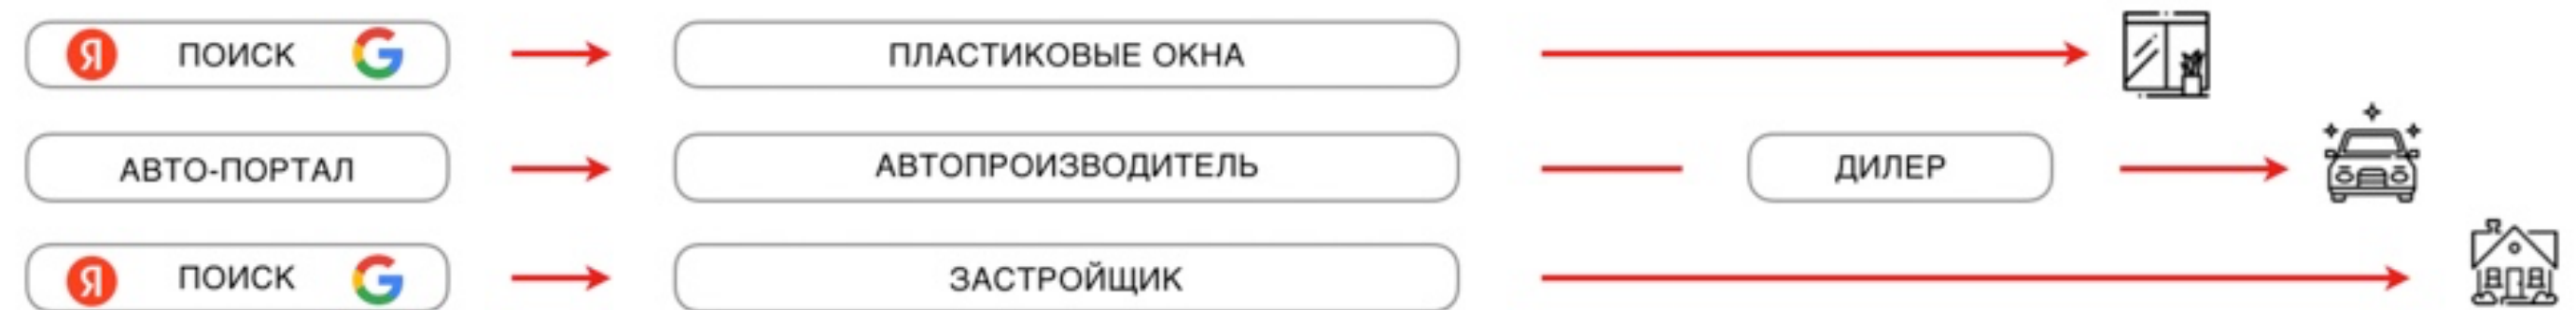 Я ПОИСК G ПЛАСТИКОВЫЕ ОКНА
АВТО-ПОРТАЛ АВТОПРОИЗВОДИТЕЛЬ ДИЛЕР
Я ПОИСК G ЗАСТРОЙЩИК